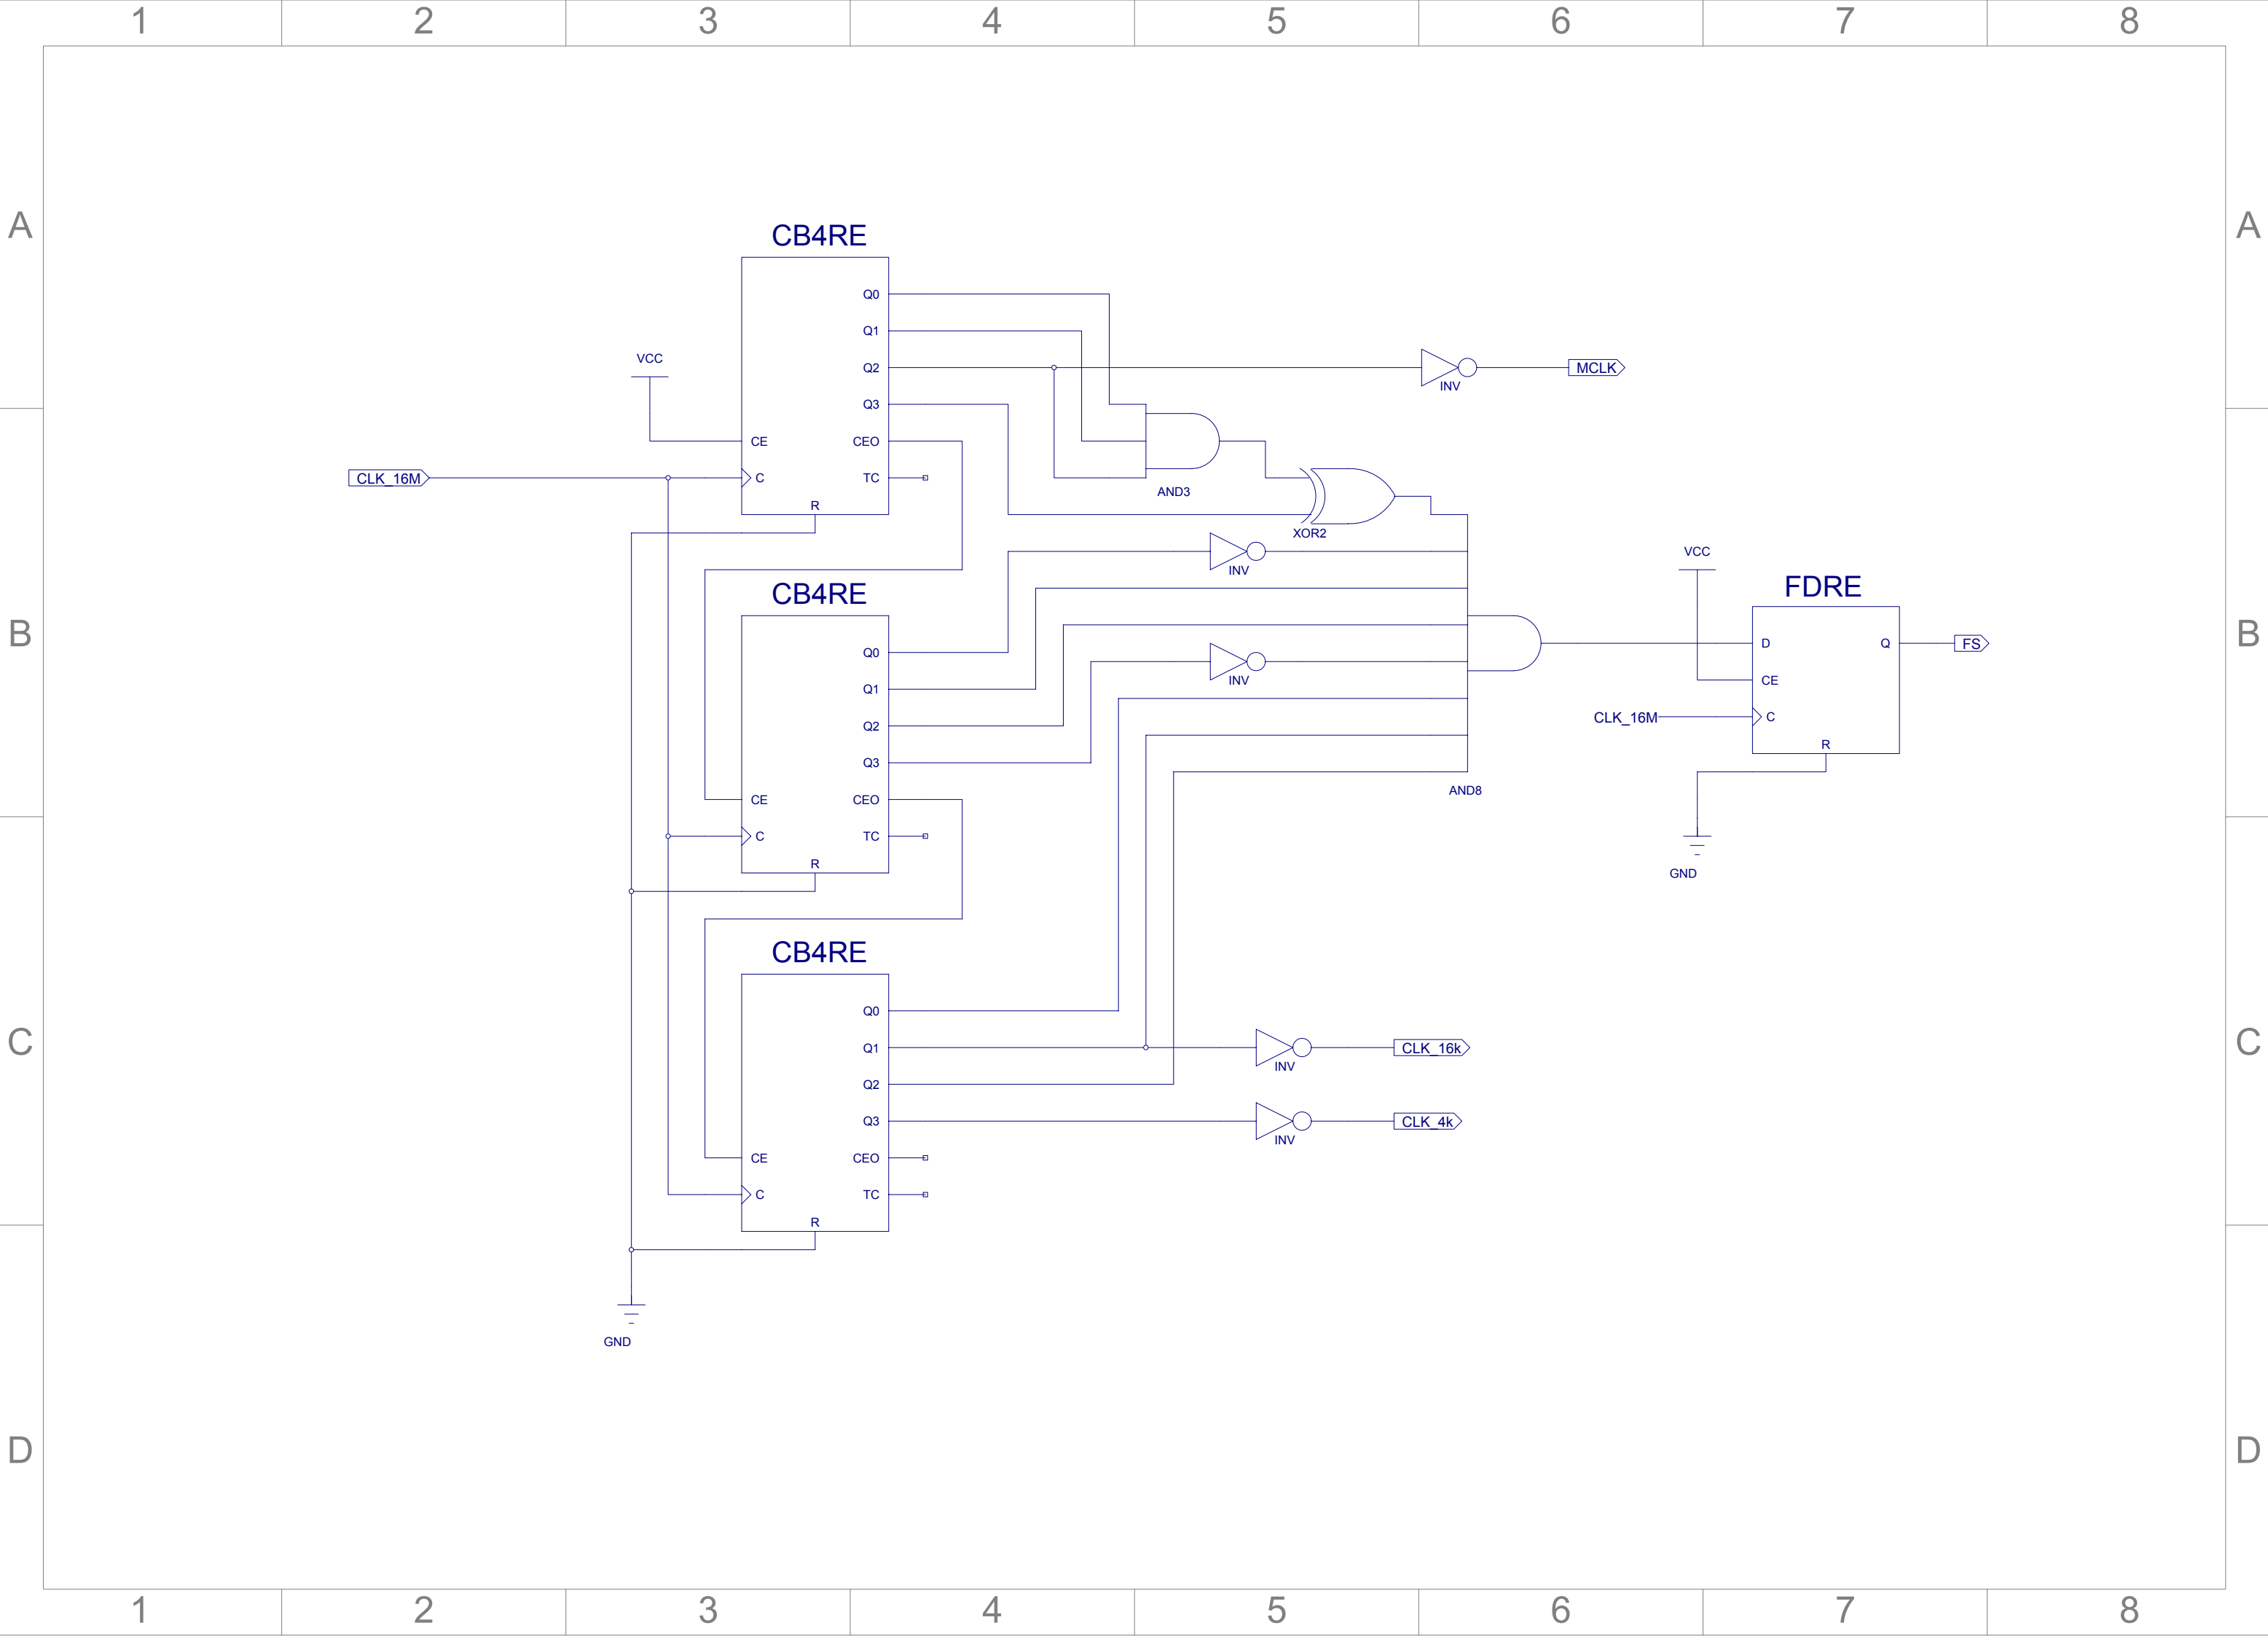 1 2 3 4 5 6 7 8
A A
CB4RE
Q0
Q1
VCC
Q2 MCLK
INV
Q3
CE CEO
CLK_16M C TC
AND3
R
XOR2
VCC
INV
CB4RE FDRE
B B
Q0 D Q FS
INV CE
Q1
CLK_16M C
Q2
R
Q3
AND8
CE CEO
C TC
R
GND
CB4RE
Q0
C Q1 CLK_16k C
INV
Q2
Q3 CLK_4k
INV
CE CEO
C TC
R
GND
D D
1 2 3 4 5 6 7 8